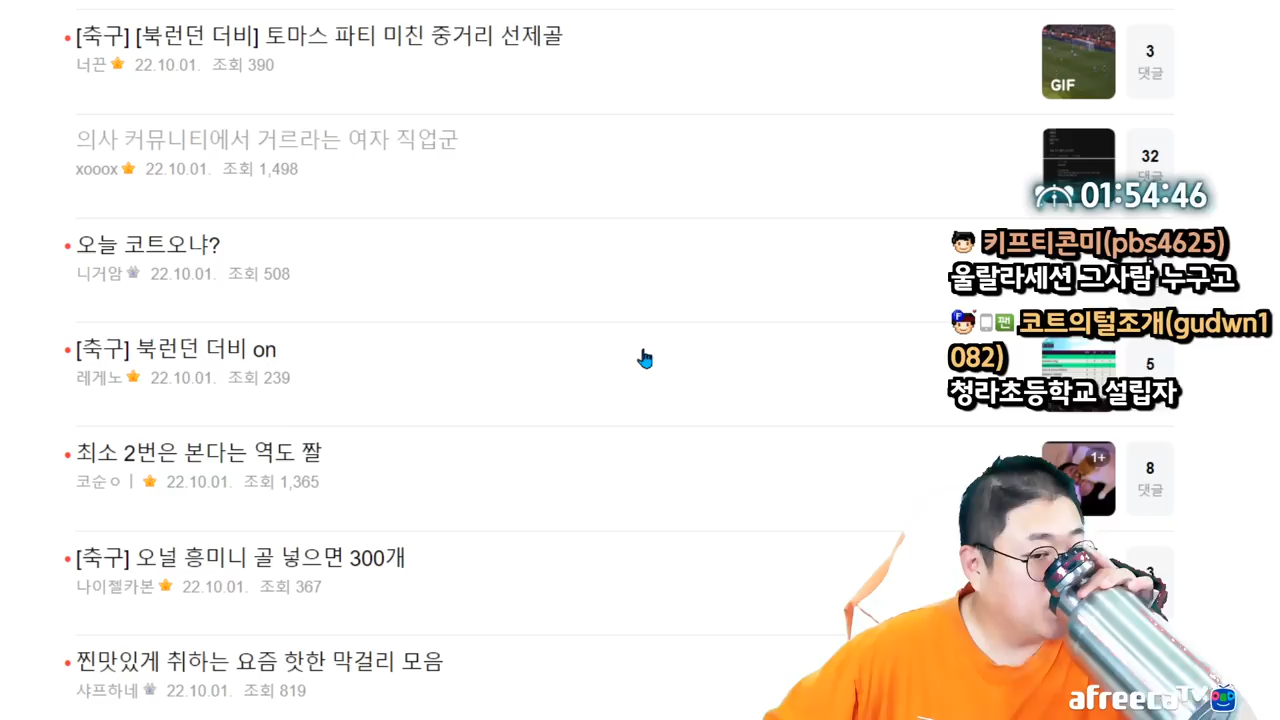 [축구] [북런던 더비] 토마스 파티 미친 중거리 선제골
너끈 22.10.01. 조회 390
GIF
3
댓글
의사 커뮤니티에서 거르라는 여자 직업군
xooox 22.10.01. 조회 1,498
32
댓글
01:54:46
오늘 코트오냐?
니거암 22.10.01. 조회 508
키프티콘미(pbs4625)
울랄라세션 그사람 누구고
[축구] 북런던 더비 on
레게노 22.10.01. 조회 239
F 팬 코트의털조개(gudwn1
082)
청라초등학교 설립자
5
최소 2번은 본다는 역도 짤
코순ㅇㅣ 22.10.01. 조회 1,365
1+
8
댓글
[축구] 오널 흥미니 골 넣으면 300개
나이젤카본 22.10.01. 조회 367
3
찐맛있게 취하는 요즘 핫한 막걸리 모음
샤프하네 22.10.01. 조회 819
afreecaTV